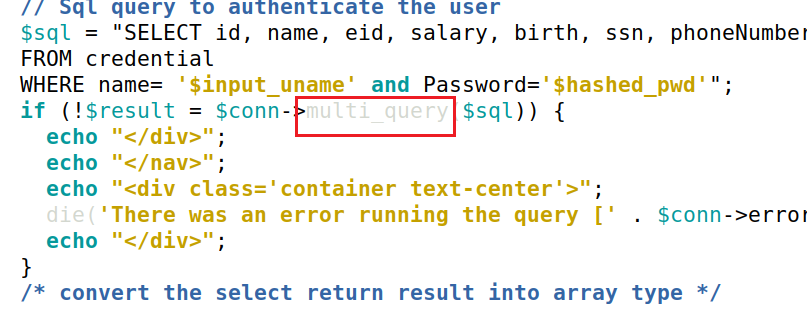 // Sql query to authenticate the user
$sql = "SELECT id, name, eid, salary, birth, ssn, phoneNumber
FROM credential
WHERE name= '$input_uname' and Password='$hashed_pwd'";
if (!$result = $conn->multi_query($sql)) {
echo "</div>";
echo "</nav>";
echo "<div class='container text-center'>";
die('There was an error running the query [' . $conn->error
echo "</div>";
}
/* convert the select return result into array type */